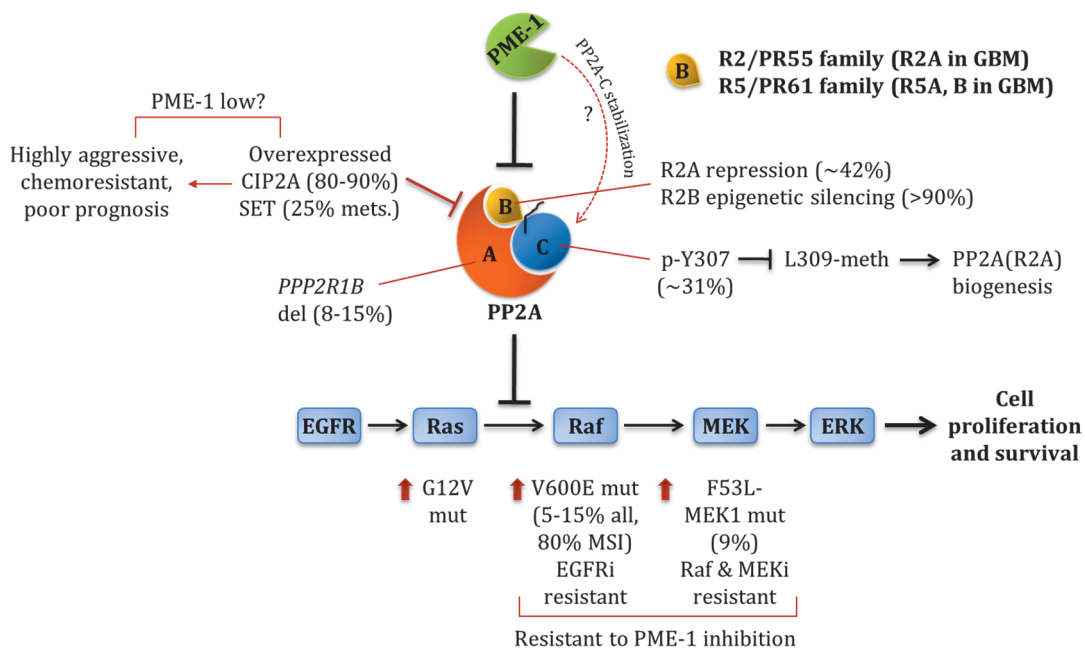 PME-1
PP2A-C stabilization
?
B
R2/PR55 family (R2A in GBM)
R5/PR61 family (R5A, B in GBM)
PME-1 low?
Highly aggressive,
chemoresistant,
poor prognosis
Overexpressed
CIP2A (80-90%)
SET (25% mets.)
R2A repression (~42%)
R2B epigenetic silencing (>90%)
B
A
C
p-Y307
(~31%)
L309-meth
PP2A(R2A)
biogenesis
PPP2R1B
del (8-15%)
PP2A
EGFR
Ras
Raf
MEK
ERK
Cell
proliferation
and survival
G12V
mut
V600E mut
(5-15% all,
80% MSI)
EGFRi
resistant
F53L-
MEK1 mut
(9%)
Raf & MEKi
resistant
Resistant to PME-1 inhibition